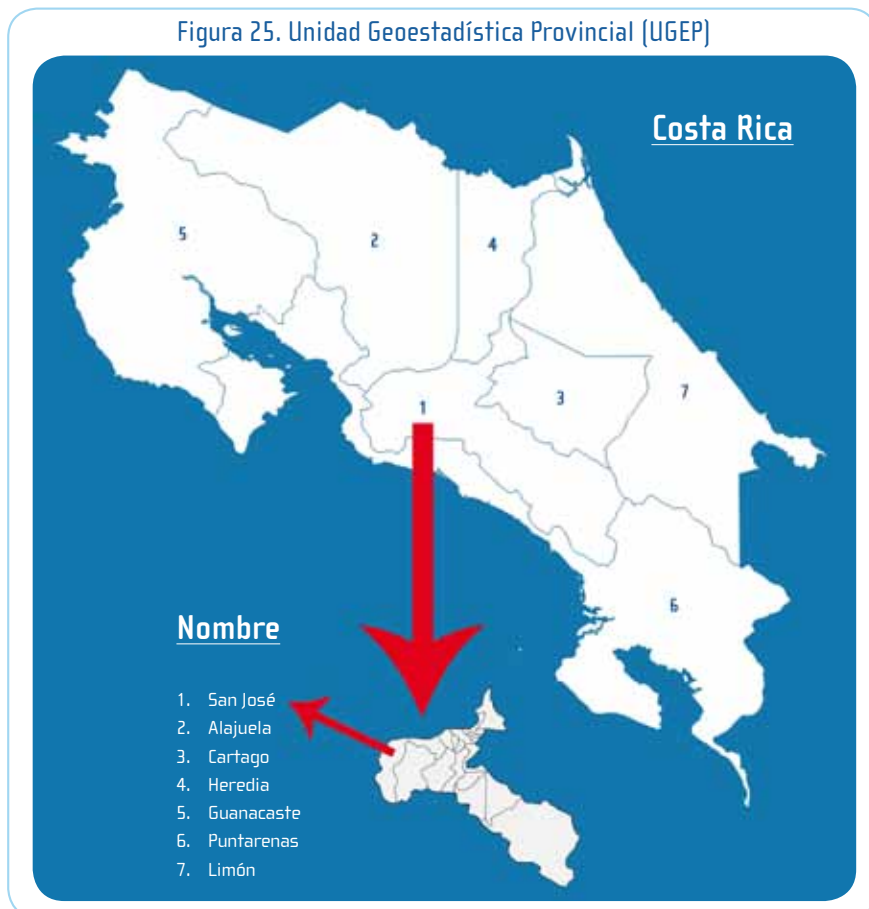 Figura 25. Unidad Geoestadística Provincial (UGEP)
Costa Rica
5
2
4
1
3
7
6
Nombre
1. San José
2. Alajuela
3. Cartago
4. Heredia
5. Guanacaste
6. Puntarenas
7. Limón